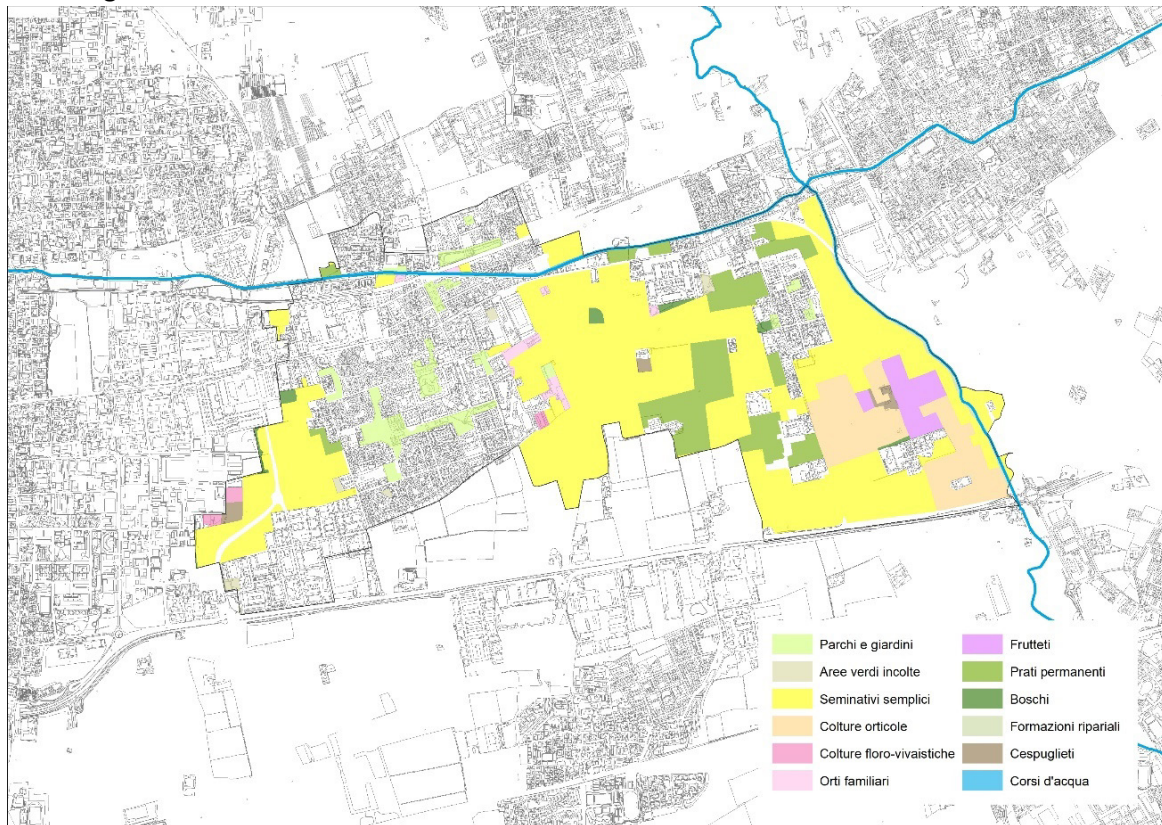 Parchi e giardini
Aree verdi incolte
Seminativi semplici
Colture orticole
Colture floro-vivaistiche
Orti familiari
Frutteti
Prati permanenti
Boschi
Formazioni ripariali
Cespuglieti
Corsi d'acqua